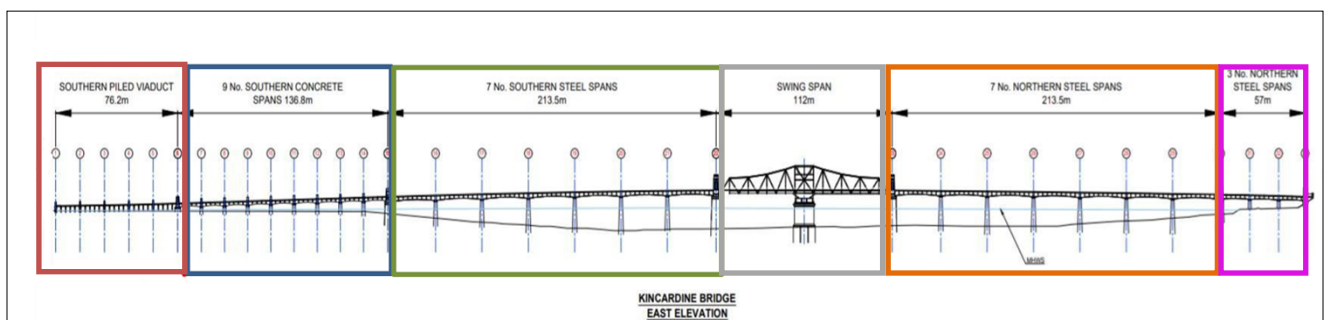 SOUTHERN PILED VIADUCT
76.2m
9 No. SOUTHERN CONCRETE
SPANS 136.8m
7 No. SOUTHERN STEEL SPANS
213.5m
SWING SPAN
112m
7 No. NORTHERN STEEL SPANS
213.5m
3 No. NORTHERN
STEEL SPANS
57m
MHWS
KINCARDINE BRIDGE
EAST ELEVATION